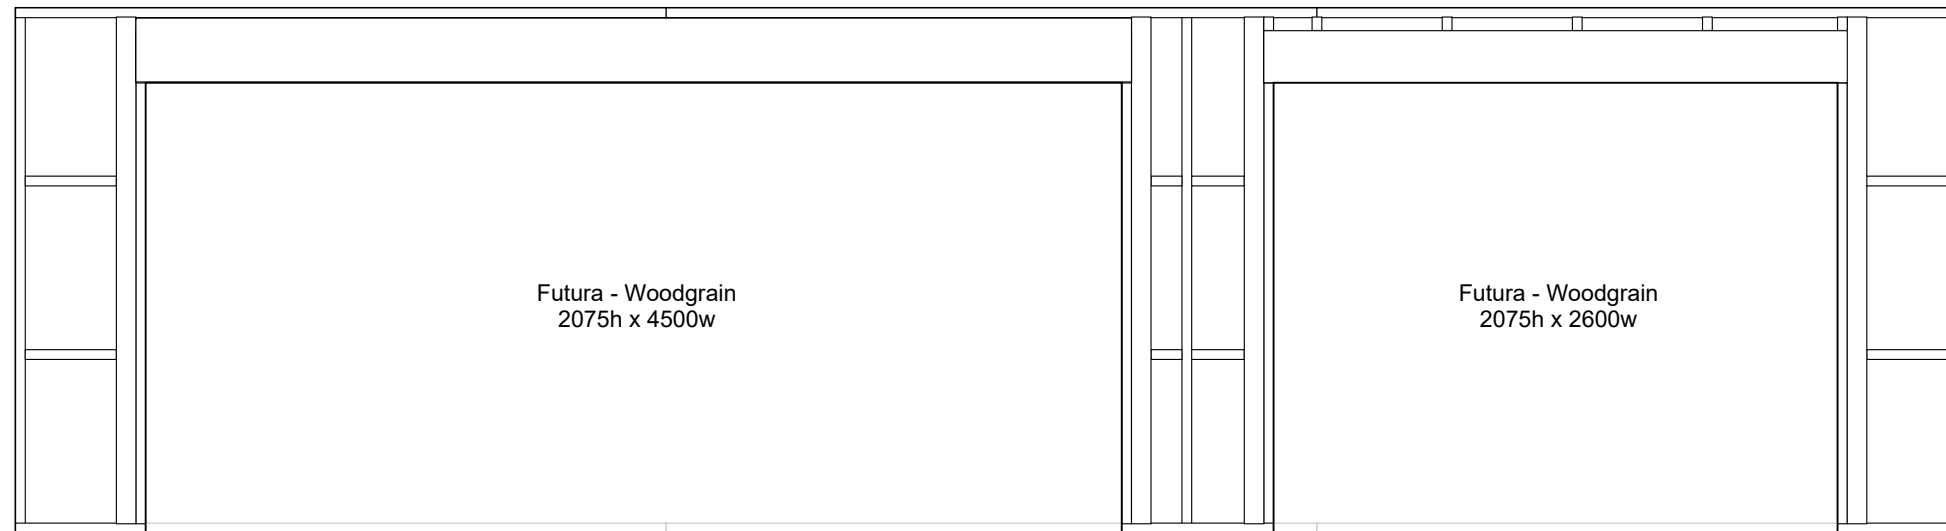 Futura - Woodgrain
2075h x 4500w
Futura - Woodgrain
2075h x 2600w